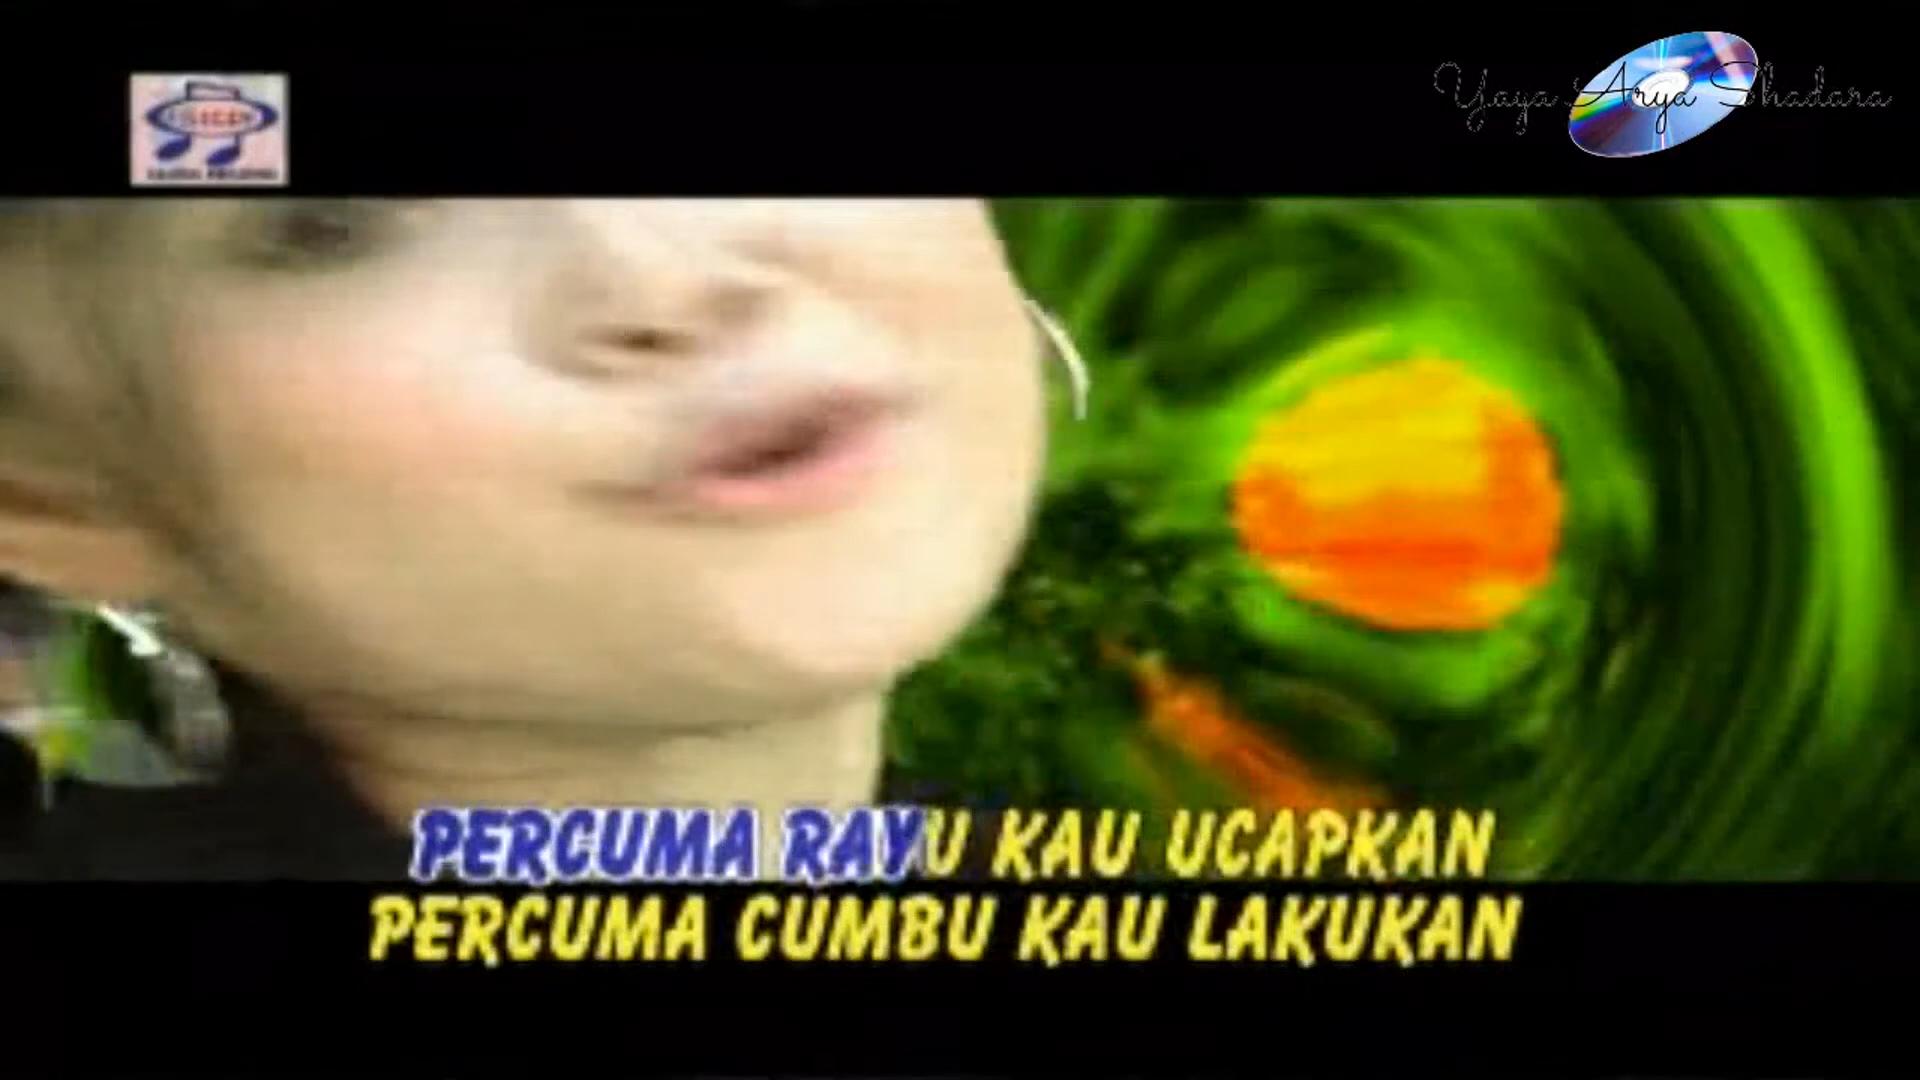 Yaya Arya Shadara
PERCUMA RAYU KAU UCAPKAN
PERCUMA CUMBU KAU LAKUKAN